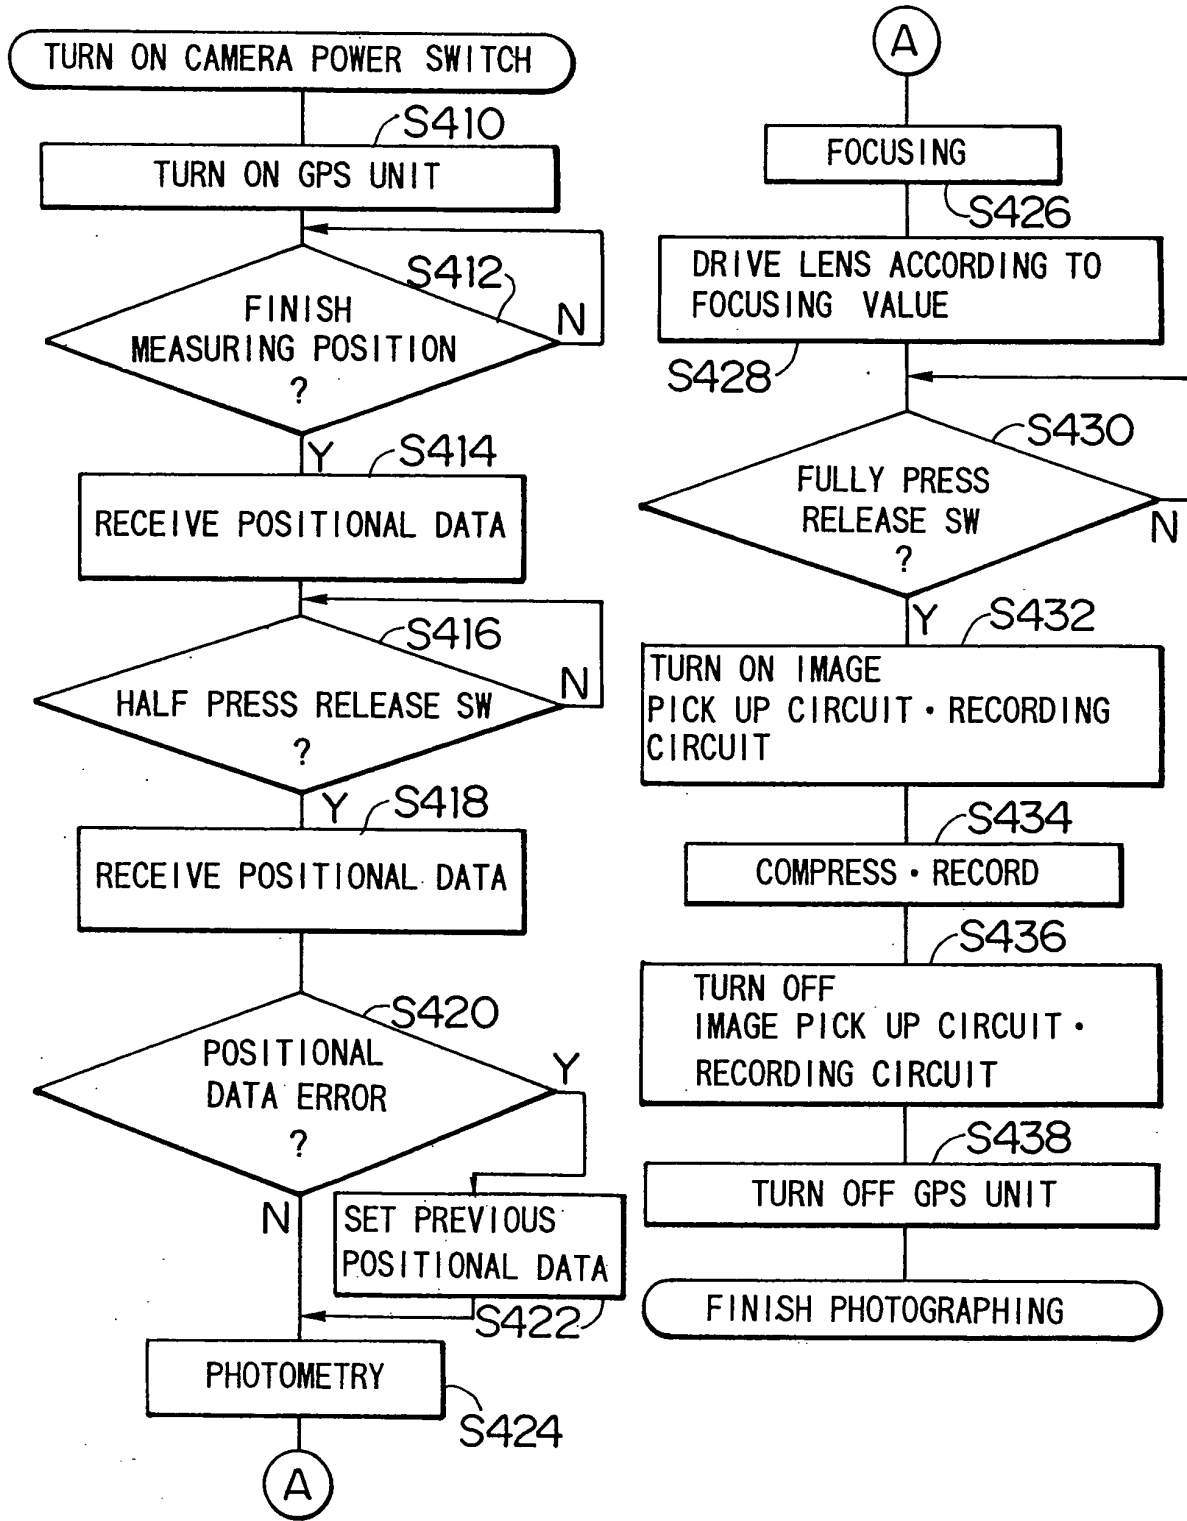 TURN ON CAMERA POWER SWITCH
S410
TURN ON GPS UNIT
S412
FINISH
MEASURING POSITION
?
N
Y
S414
RECEIVE POSITIONAL DATA
S416
HALF PRESS RELEASE SW
?
N
Y
S418
RECEIVE POSITIONAL DATA
S420
POSITIONAL
DATA ERROR
?
Y
N
SET PREVIOUS
POSITIONAL DATA
S422
PHOTOMETRY
S424
A
A
FOCUSING
S426
DRIVE LENS ACCORDING TO
FOCUSING VALUE
S428
S430
FULLY PRESS
RELEASE SW
?
N
Y
S432
TURN ON IMAGE
PICK UP CIRCUIT・RECORDING
CIRCUIT
S434
COMPRESS・RECORD
S436
TURN OFF
IMAGE PICK UP CIRCUIT・
RECORDING CIRCUIT
S438
TURN OFF GPS UNIT
FINISH PHOTOGRAPHING